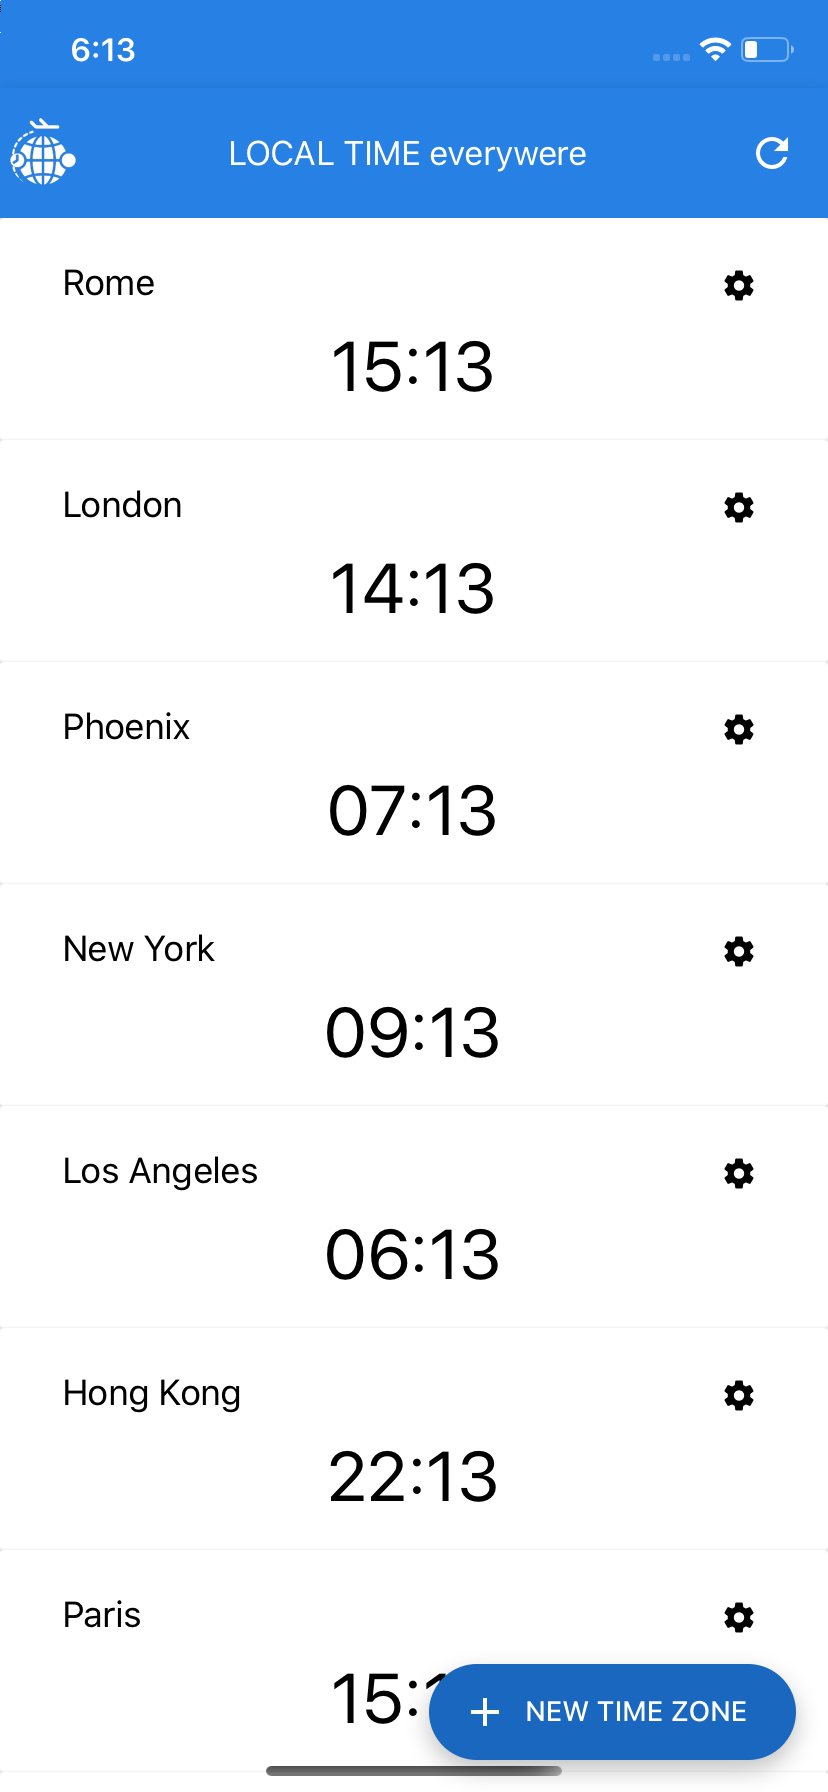 6:13
LOCAL TIME everywere
Rome
15:13
London
14:13
Phoenix
07:13
New York
09:13
Los Angeles
06:13
Hong Kong
22:13
Paris
15:
NEW TIME ZONE